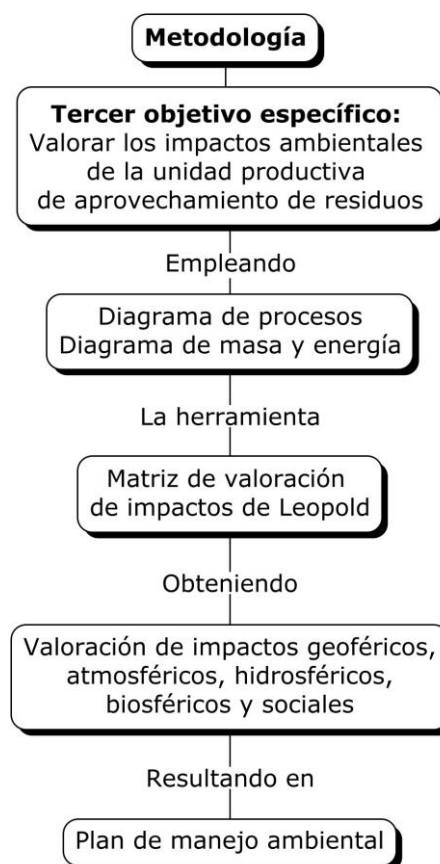 Metodología
Tercer objetivo específico:
Valorar los impactos ambientales
de la unidad productiva
de aprovechamiento de residuos
Empleando
Diagrama de procesos
Diagrama de masa y energía
La herramienta
Matriz de valoración
de impactos de Leopold
Obteniendo
Valoración de impactos geoféricos,
atmosféricos, hidrosféricos,
biosféricos y sociales
Resultando en
Plan de manejo ambiental